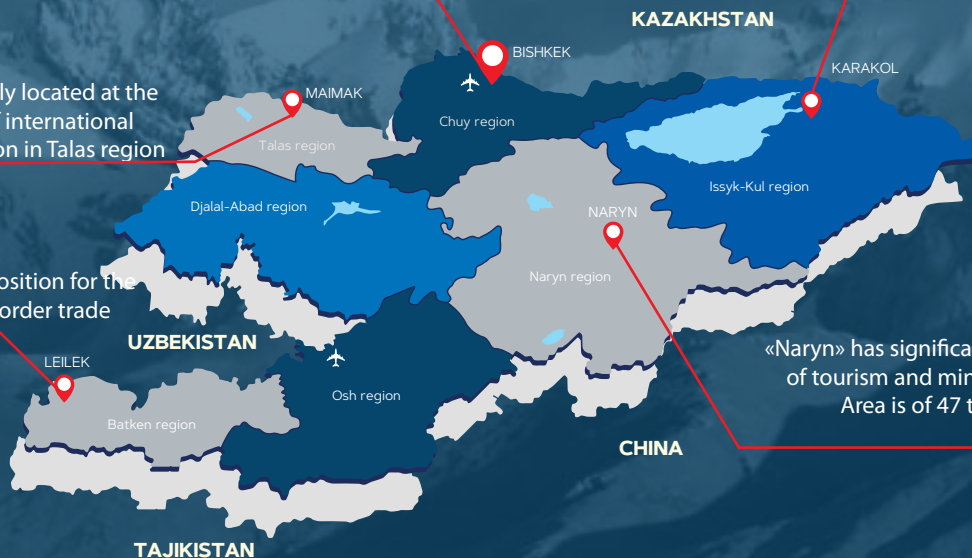 KAZAKHSTAN
BISHKEK
KARAKOL
ly located at the
international
on in Talas region
MAIMAK
Chuy region
Talas region
Issyk-Kul region
Djalal-Abad region
NARYN
Naryn region
osition for the
order trade
UZBEKISTAN
LEILEK
«Naryn» has significa
of tourism and min
Area is of 47 t
Osh region
Batken region
CHINA
TAJIKISTAN